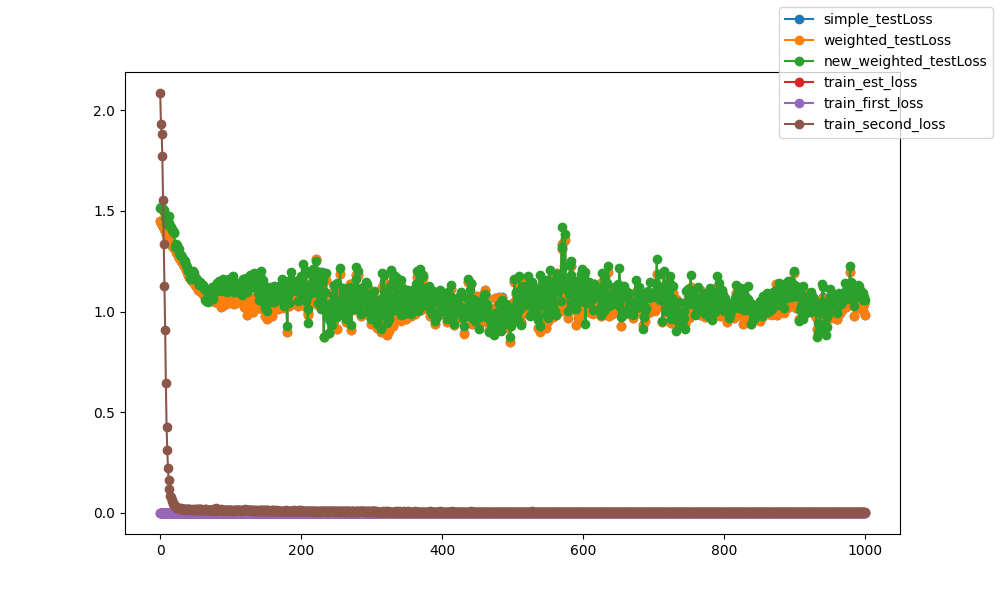 simple_testLoss
weighted_testLoss
new_weighted_testLoss
train_est_loss
train_first_loss
train_second_loss
2.0
1.5
1.0
0.5
0.0
0 200 400 600 800 1000